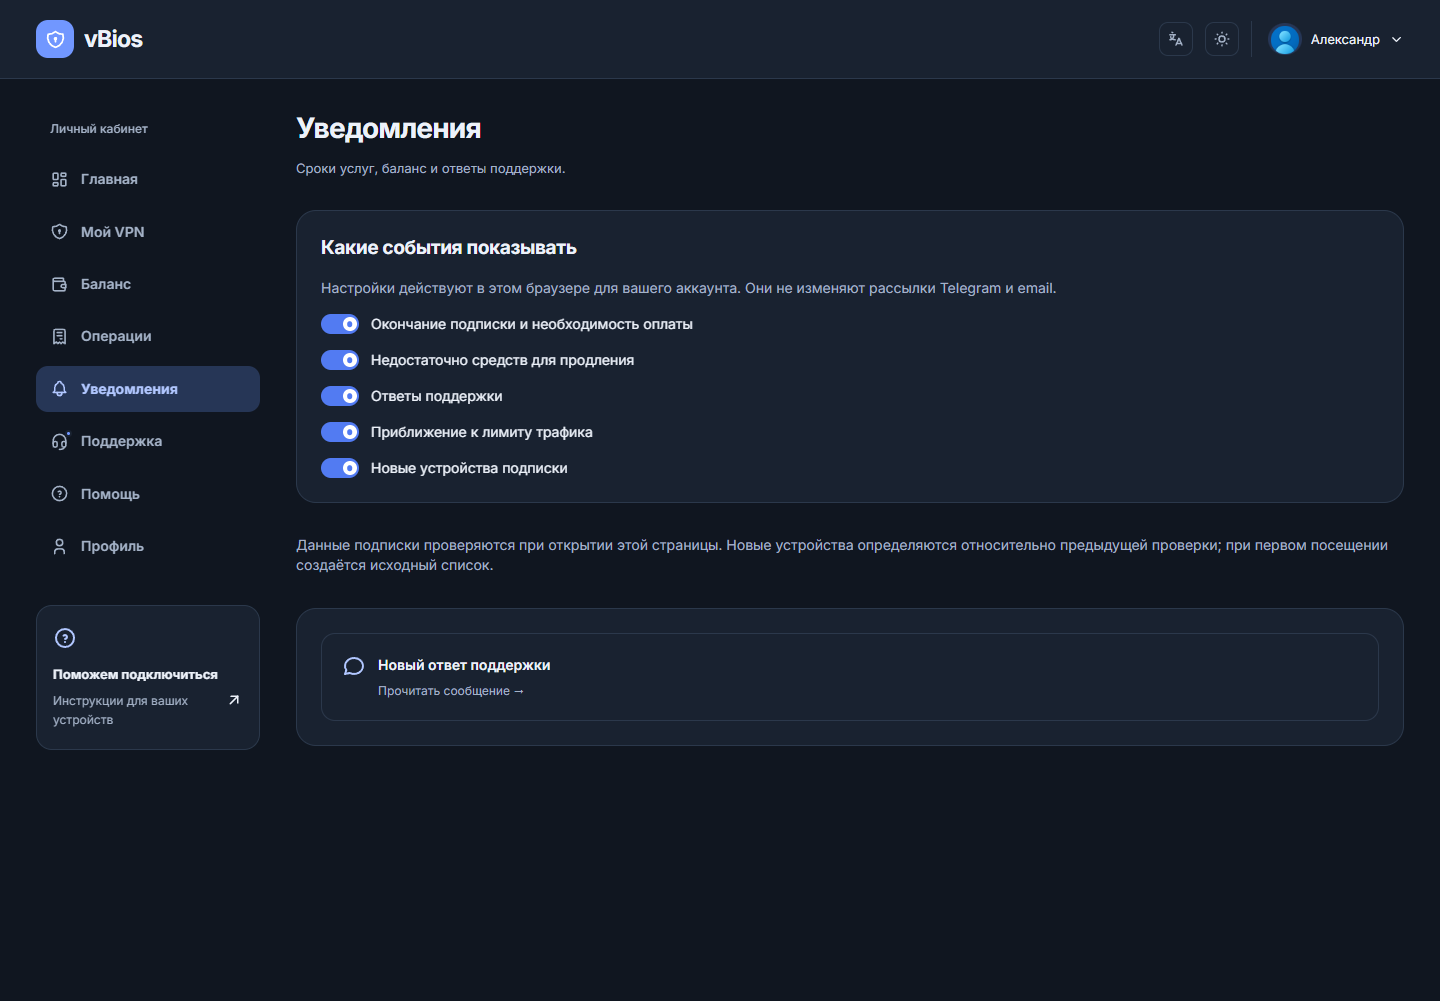 vBios
Александр
Личный кабинет
Главная
Мой VPN
Баланс
Операции
Уведомления
Поддержка
Помощь
Профиль
Поможем подключиться
Инструкции для ваших
устройств
Уведомления
Сроки услуг, баланс и ответы поддержки.
Какие события показывать
Настройки действуют в этом браузере для вашего аккаунта. Они не изменяют рассылки Telegram и email.
Окончание подписки и необходимость оплаты
Недостаточно средств для продления
Ответы поддержки
Приближение к лимиту трафика
Новые устройства подписки
Данные подписки проверяются при открытии этой страницы. Новые устройства определяются относительно предыдущей проверки; при первом посещении
создаётся исходный список.
Новый ответ поддержки
Прочитать сообщение →